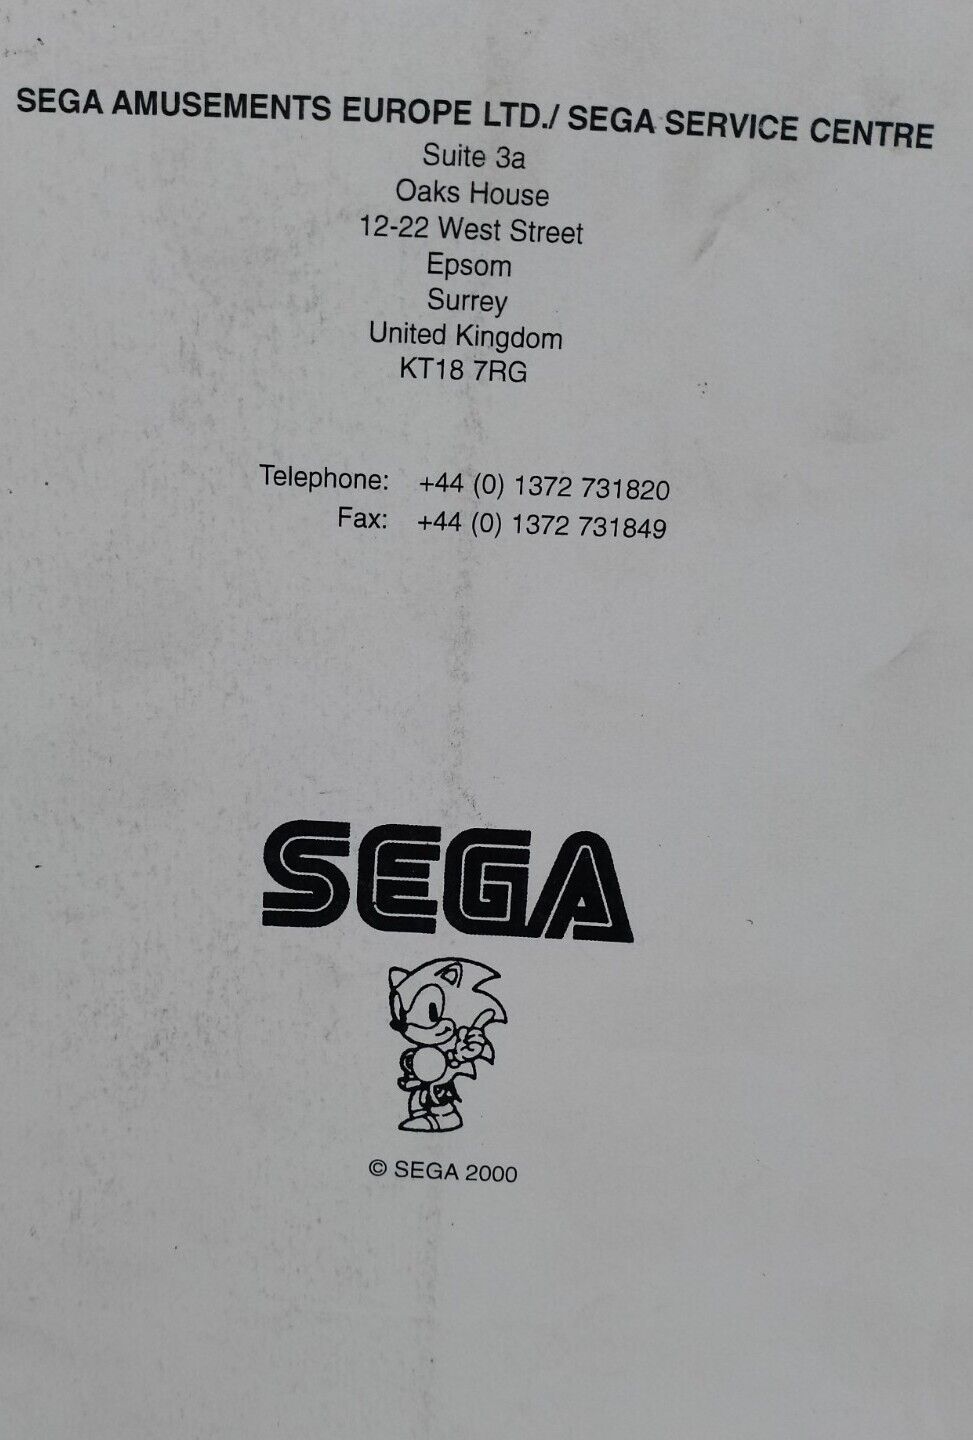 SEGA AMUSEMENTS EUROPE LTD./ SEGA SERVICE CENTRE
Suite 3a
Oaks House
12-22 West Street
Epsom
Surrey
United Kingdom
KT18 7RG
Telephone: +44 (0) 1372 731820
Fax: +44 (0) 1372 731849
SEGA
© SEGA 2000